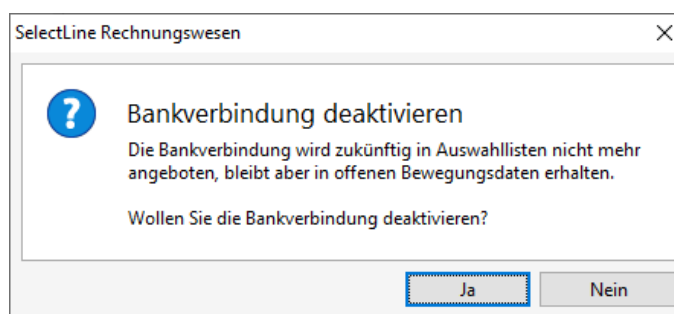 SelectLine Rechnungswesen
Bankverbindung deaktivieren
Die Bankverbindung wird zukünftig in Auswahllisten nicht mehr
angeboten, bleibt aber in offenen Bewegungsdaten erhalten.
Wollen Sie die Bankverbindung deaktivieren?
Ja
Nein